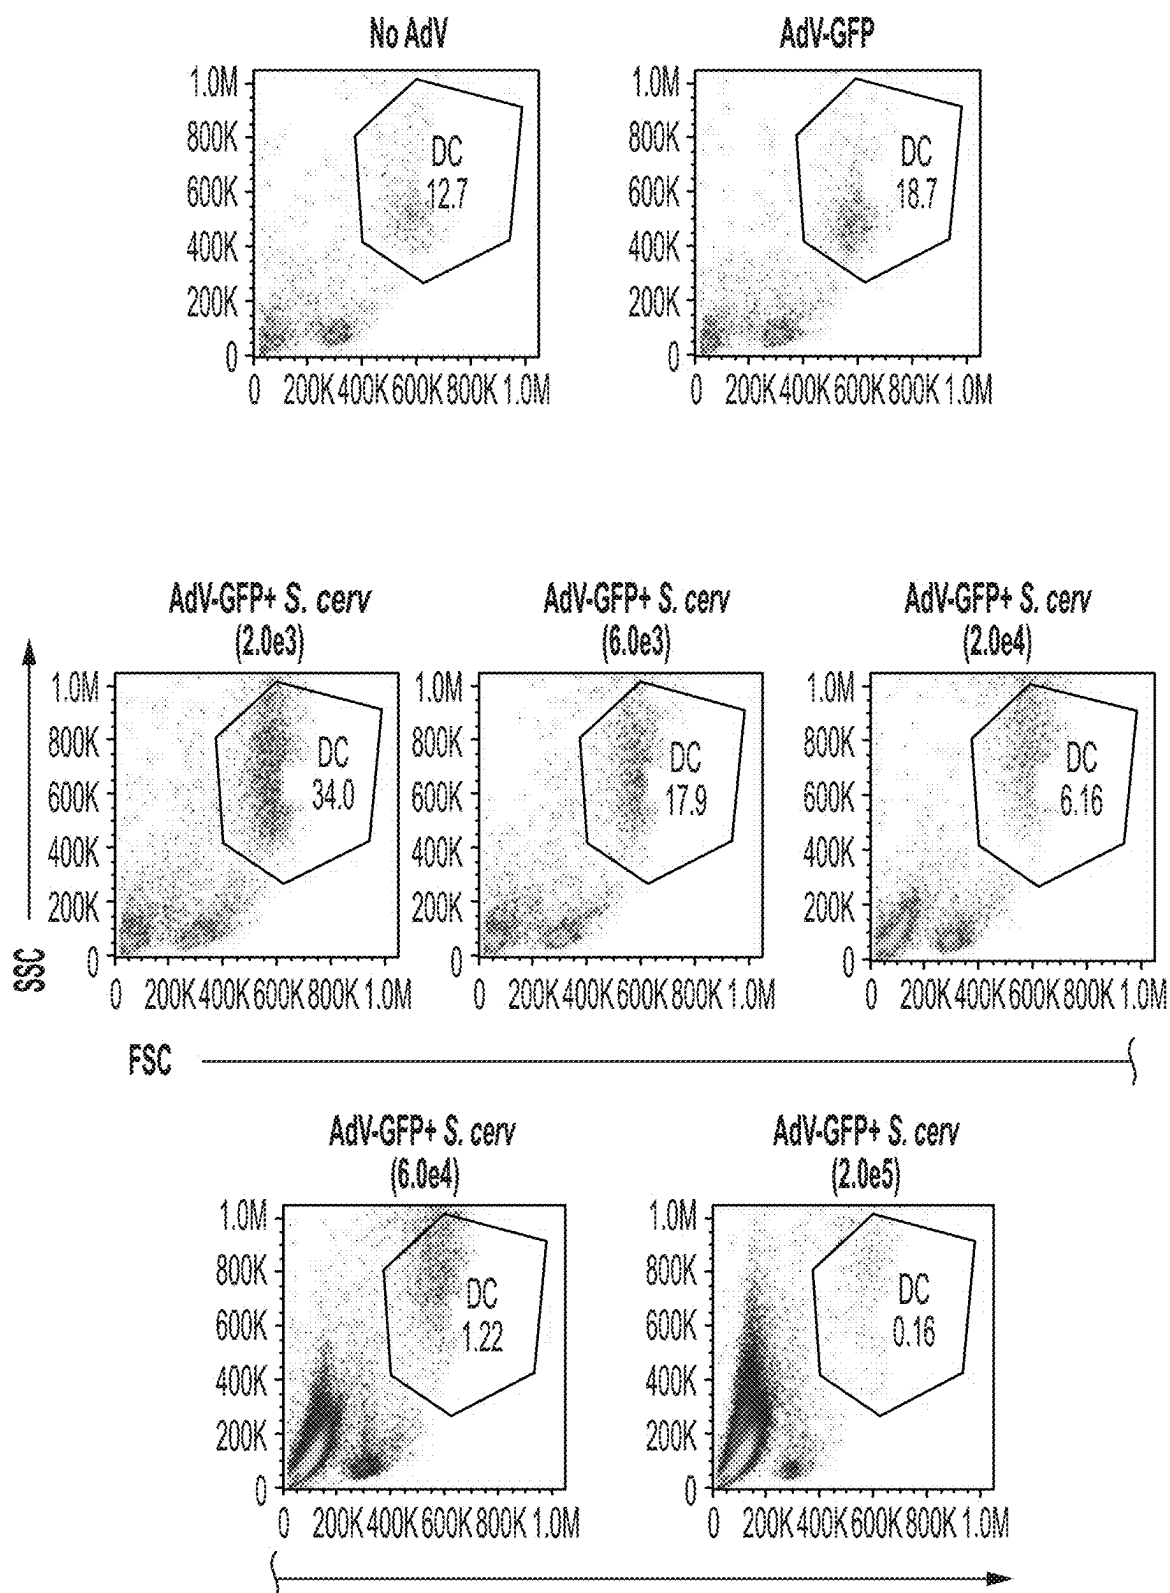 No AdV
1.0M
800K
600K
400K
200K
0
DC
12.7
0 200K 400K 600K 800K 1.0M
AdV-GFP
1.0M
800K
600K
400K
200K
0
DC
18.7
0 200K 400K 600K 800K 1.0M
SSC
AdV-GFP+ S. cerv
(2.0e3)
1.0M
800K
600K
400K
200K
0
DC
34.0
0 200K 400K 600K 800K 1.0M
AdV-GFP+ S. cerv
(6.0e3)
1.0M
800K
600K
400K
200K
0
DC
17.9
0 200K 400K 600K 800K 1.0M
AdV-GFP+ S. cerv
(2.0e4)
1.0M
800K
600K
400K
200K
0
DC
6.16
0 200K 400K 600K 800K 1.0M
FSC
AdV-GFP+ S. cerv
(6.0e4)
1.0M
800K
600K
400K
200K
0
DC
1.22
0 200K 400K 600K 800K 1.0M
AdV-GFP+ S. cerv
(2.0e5)
1.0M
800K
600K
400K
200K
0
DC
0.16
0 200K 400K 600K 800K 1.0M